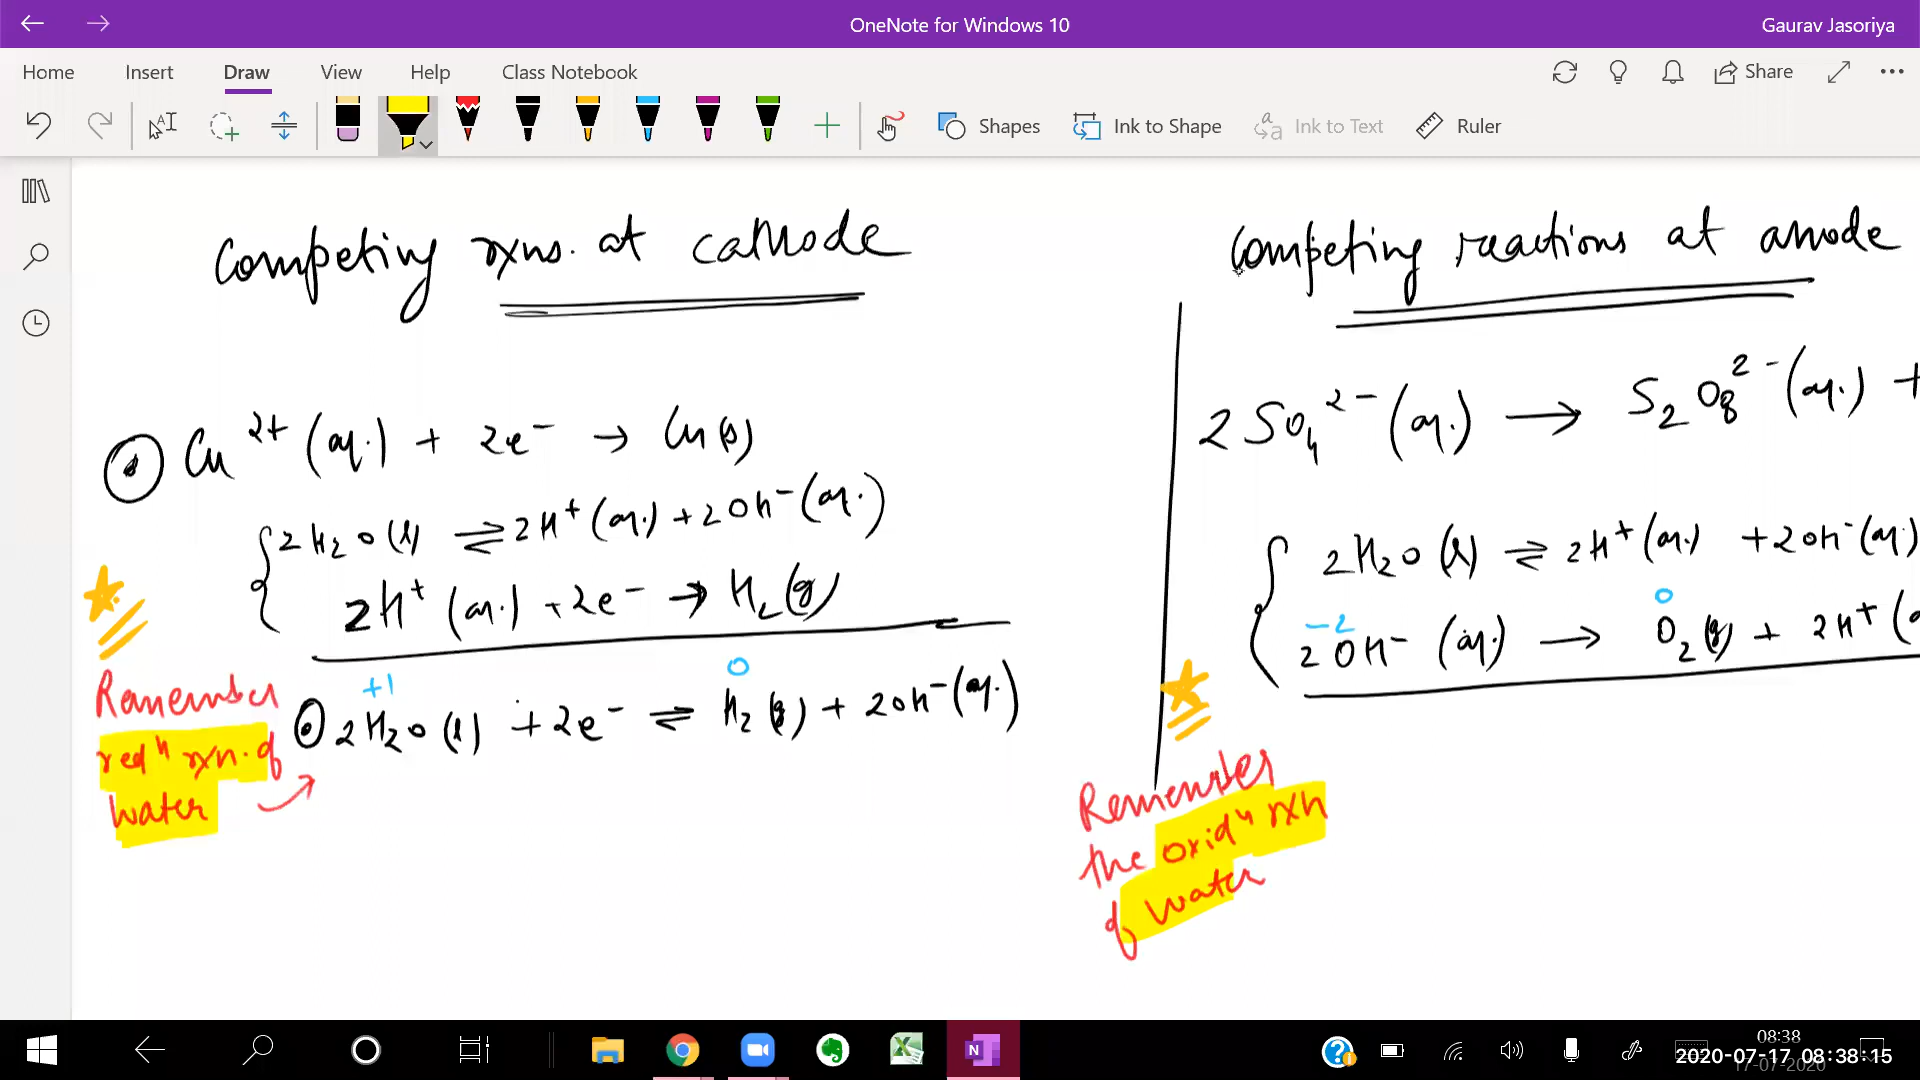 OneNote for Windows 10
Gaurav Jasoriya
Home Insert Draw View Help Class Notebook
Share
Shapes Ink to Shape Ink to Text Ruler
Competing rxns. at cathode
Cu²⁺ (aq.) + 2e⁻ → Cu(s)
2H₂O(l) ⇌ 2H⁺(aq.) + 2OH⁻(aq.)
2H⁺ (aq.) + 2e⁻ → H₂(g)
+1 0
2H₂O(l) + 2e⁻ ⇌ H₂(g) + 2OH⁻(aq.)
Remember
redⁿ rxn. of
water
Competing reactions at anode
2SO₄²⁻(aq.) → S₂O₈²⁻(aq.) +
2H₂O(l) ⇌ 2H⁺(aq.) + 2OH⁻(aq.)
-2 0
2OH⁻ (aq.) → O₂(g) + 2H⁺(
Remember
the oxidⁿ rxn
of water
08:38
2020-07-17 08:38:15
17-07-2020